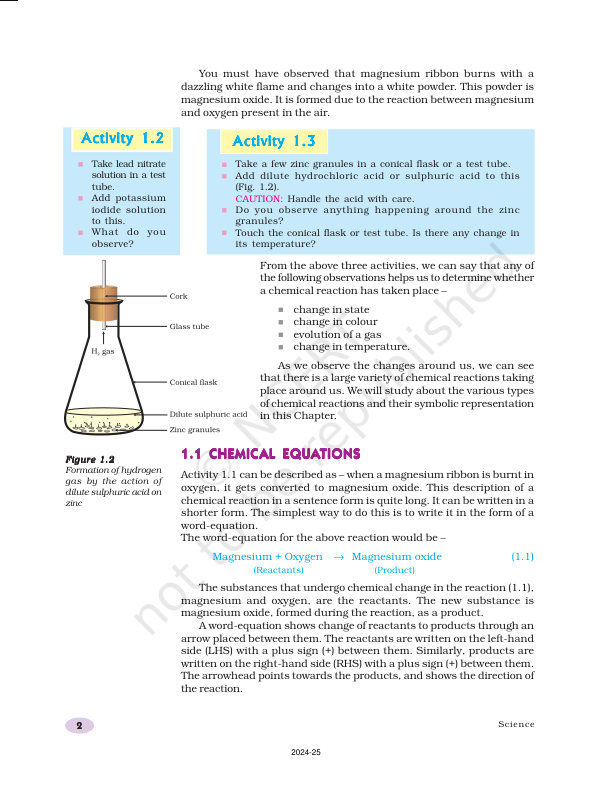 You must have observed that magnesium ribbon burns with a
dazzling white flame and changes into a white powder. This powder is
magnesium oxide. It is formed due to the reaction between magnesium
and oxygen present in the air.
Activity 1.2
Take lead nitrate
solution in a test
tube.
Add potassium
iodide solution
to this.
What do you
observe?
Activity 1.3
Take a few zinc granules in a conical flask or a test tube.
Add dilute hydrochloric acid or sulphuric acid to this
(Fig. 1.2).
CAUTION: Handle the acid with care.
Do you observe anything happening around the zinc
granules?
Touch the conical flask or test tube. Is there any change in
its temperature?
Cork
Glass tube
H₂ gas
Conical flask
Dilute sulphuric acid
Zinc granules
Figure 1.2
Formation of hydrogen
gas by the action of
dilute sulphuric acid on
zinc
From the above three activities, we can say that any of
the following observations helps us to determine whether
a chemical reaction has taken place –
change in state
change in colour
evolution of a gas
change in temperature.
As we observe the changes around us, we can see
that there is a large variety of chemical reactions taking
place around us. We will study about the various types
of chemical reactions and their symbolic representation
in this Chapter.
1.1 CHEMICAL EQUATIONS
Activity 1.1 can be described as – when a magnesium ribbon is burnt in
oxygen, it gets converted to magnesium oxide. This description of a
chemical reaction in a sentence form is quite long. It can be written in a
shorter form. The simplest way to do this is to write it in the form of a
word-equation.
The word-equation for the above reaction would be –
Magnesium + Oxygen → Magnesium oxide (1.1)
(Reactants) (Product)
The substances that undergo chemical change in the reaction (1.1),
magnesium and oxygen, are the reactants. The new substance is
magnesium oxide, formed during the reaction, as a product.
A word-equation shows change of reactants to products through an
arrow placed between them. The reactants are written on the left-hand
side (LHS) with a plus sign (+) between them. Similarly, products are
written on the right-hand side (RHS) with a plus sign (+) between them.
The arrowhead points towards the products, and shows the direction of
the reaction.
2
Science
2024-25
© NCERT
not to be republished